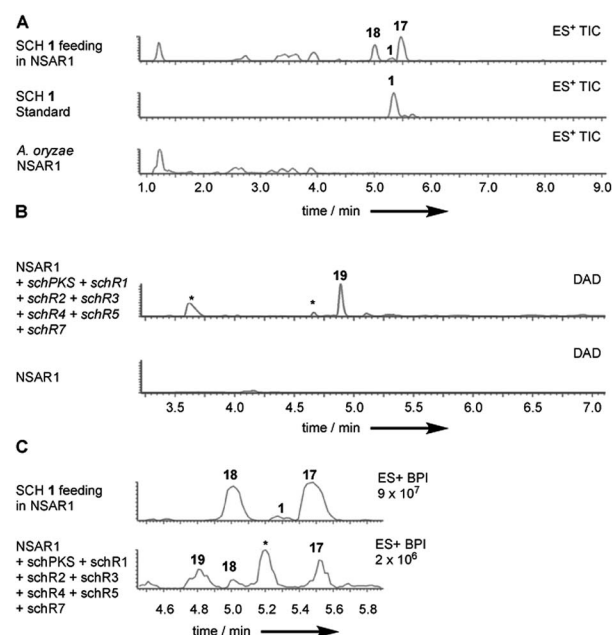 A
SCH 1 feeding
in NSAR1
18
1
17
ES+ TIC
SCH 1
Standard
1
ES+ TIC
A. oryzae
NSAR1
ES+ TIC
1.0 2.0 3.0 4.0 5.0 6.0 7.0 8.0 9.0
time / min
B
NSAR1
+ schPKS + schR1
+ schR2 + schR3
+ schR4 + schR5
+ schR7
*
*
19
DAD
NSAR1
DAD
3.5 4.0 4.5 5.0 5.5 6.0 6.5 7.0
time / min
C
SCH 1 feeding
in NSAR1
18
1
17
ES+ BPI
9 x 10⁷
NSAR1
+ schPKS + schR1
+ schR2 + schR3
+ schR4 + schR5
+ schR7
19
18
*
17
ES+ BPI
2 x 10⁶
4.6 4.8 5.0 5.2 5.4 5.6 5.8
time / min